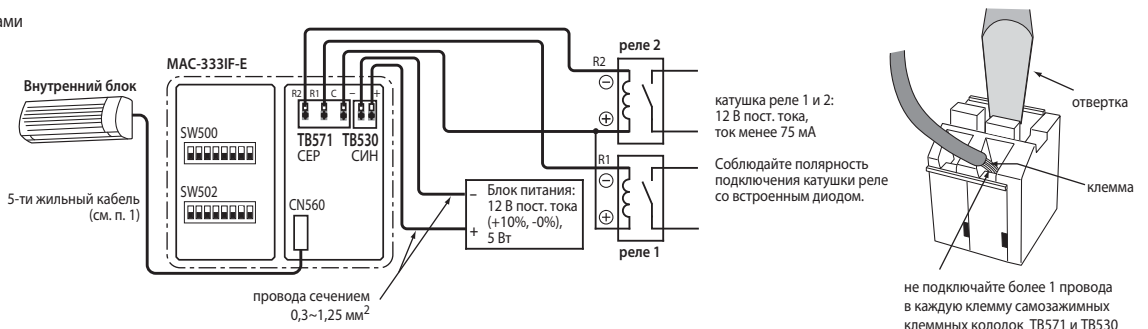 ами
MAC-333IF-E
Внутренний блок
R2 R1 C – +
TB571 TB530
СЕР СИН
SW500
SW502
CN560
5-ти жильный кабель
(см. п. 1)
провода сечением
0,3~1,25 мм²
–
+
Блок питания:
12 В пост. тока
(+10%, -0%),
5 Вт
реле 2
R2
–
+
R1
–
+
реле 1
катушка реле 1 и 2:
12 В пост. тока,
ток менее 75 мА
Соблюдайте полярность
подключения катушки реле
со встроенным диодом.
отвертка
клемма
не подключайте более 1 провода
в каждую клемму самозажимных
клеммных колодок TB571 и TB530